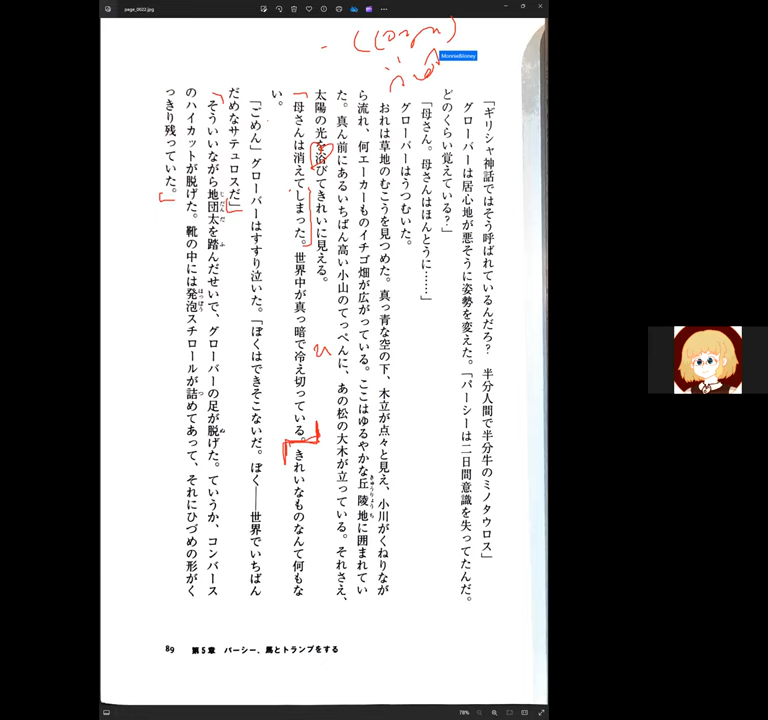 page_0022.jpg
MonnieBMoney
「ギリシャ神話ではそう呼ばれているんだろ? 半分人間で半分牛のミノタウロス」
グローバーは居心地が悪そうに姿勢を変えた。「パーシーは二日間意識を失ってたんだ。
どのくらい覚えている?」
「母さん。母さんはほんとうに……」
グローバーはうつむいた。
おれは草地のむこうを見つめた。真っ青な空の下、木立が点々と見え、小川がくねりなが
ら流れ、何エーカーものイチゴ畑が広がっている。ここはゆるやかな丘陵地に囲まれてい
た。真ん前にあるいちばん高い小山のてっぺんに、あの松の大木が立っている。それさえ、
太陽の光を浴びてきれいに見える。
母さんは消えてしまった。世界中が真っ暗で冷え切っている。きれいなものなんて何もな
い。
「ごめん」グローバーはすすり泣いた。「ぼくはできそこないだ。ぼく――世界でいちばん
だめなサテュロスだ」
そういいながら地団太を踏んだせいで、グローバーの足が脱げた。ていうか、コンバース
のハイカットが脱げた。靴の中には発泡スチロールが詰めてあって、それにひづめの形がく
っきり残っていた。
89 第5章 パーシー、馬とトランプをする
78%